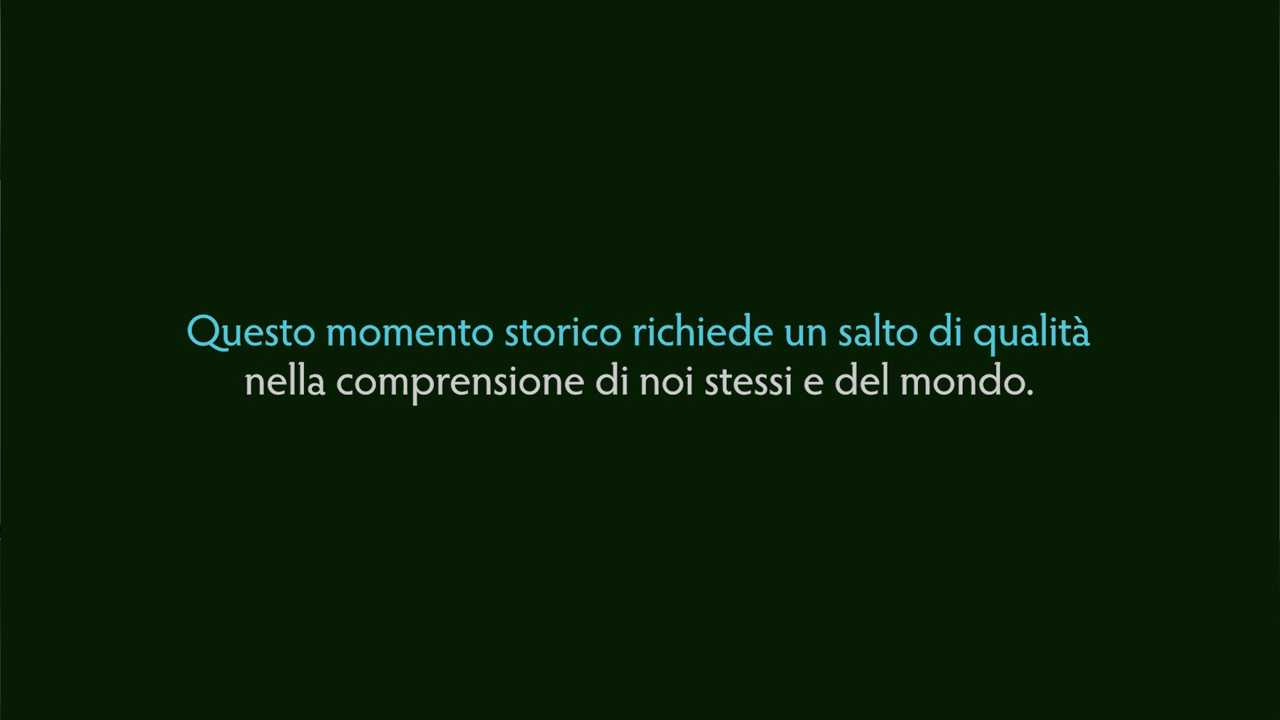 Questo momento storico richiede un salto di qualità
nella comprensione di noi stessi e del mondo.